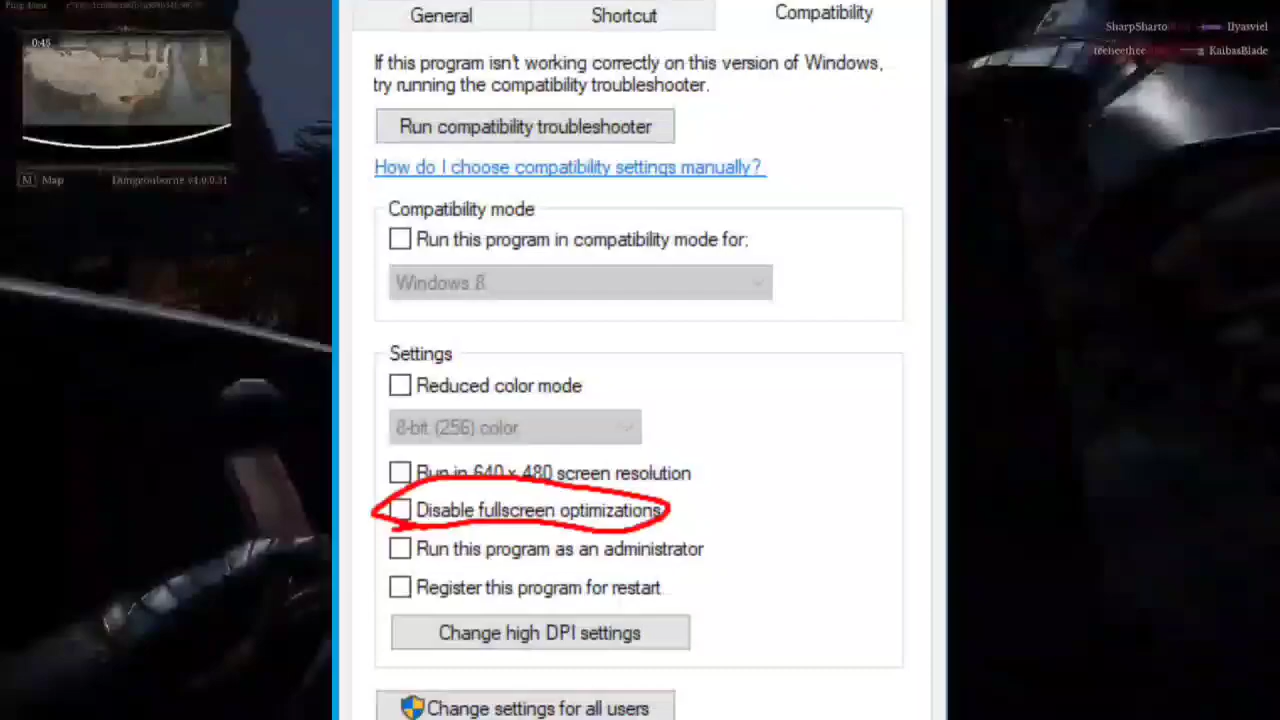 General
Shortcut
Compatibility
If this program isn't working correctly on this version of Windows,
try running the compatibility troubleshooter.
Run compatibility troubleshooter
How do I choose compatibility settings manually?
Compatibility mode
Run this program in compatibility mode for:
Windows 8
Settings
Reduced color mode
8-bit (256) color
Run in 640 x 480 screen resolution
Disable fullscreen optimizations
Run this program as an administrator
Register this program for restart
Change high DPI settings
Change settings for all users
0:45
M Map
Dungeonborne
SharpSharto Ilyasviel
teeheethee KaibasBlade